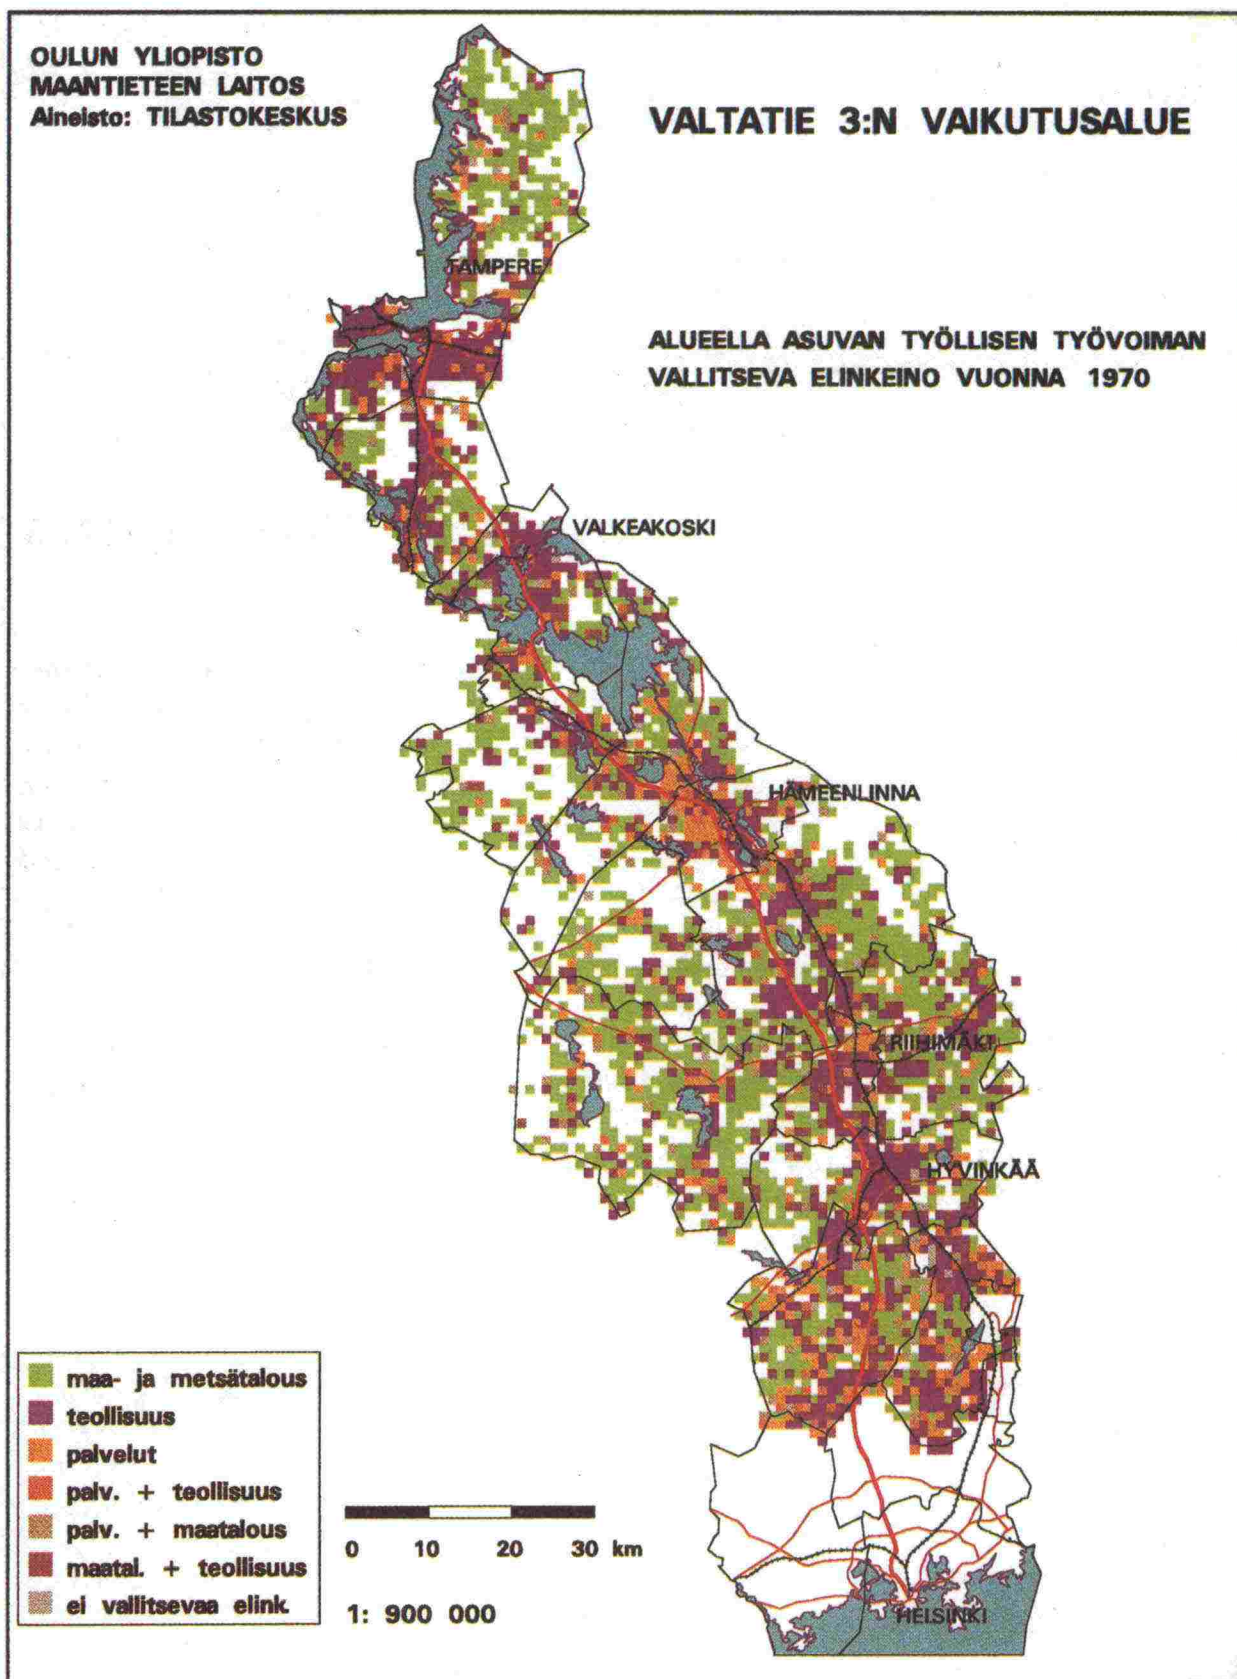 OULUN YLIOPISTO
MAANTIETEEN LAITOS
Aineisto: TILASTOKESKUS
VALTATIE 3:N VAIKUTUSALUE
ALUEELLA ASUVAN TYÖLLISEN TYÖVOIMAN
VALLITSEVA ELINKEINO VUONNA 1970
TAMPERE
VALKEAKOSKI
HÄMEENLINNA
RIIHIMÄKI
HYVINKÄÄ
HELSINKI
maa- ja metsätalous
teollisuus
palvelut
palv. + teollisuus
palv. + maatalous
maatal. + teollisuus
ei vallitsevaa elink.
0 10 20 30 km
1: 900 000